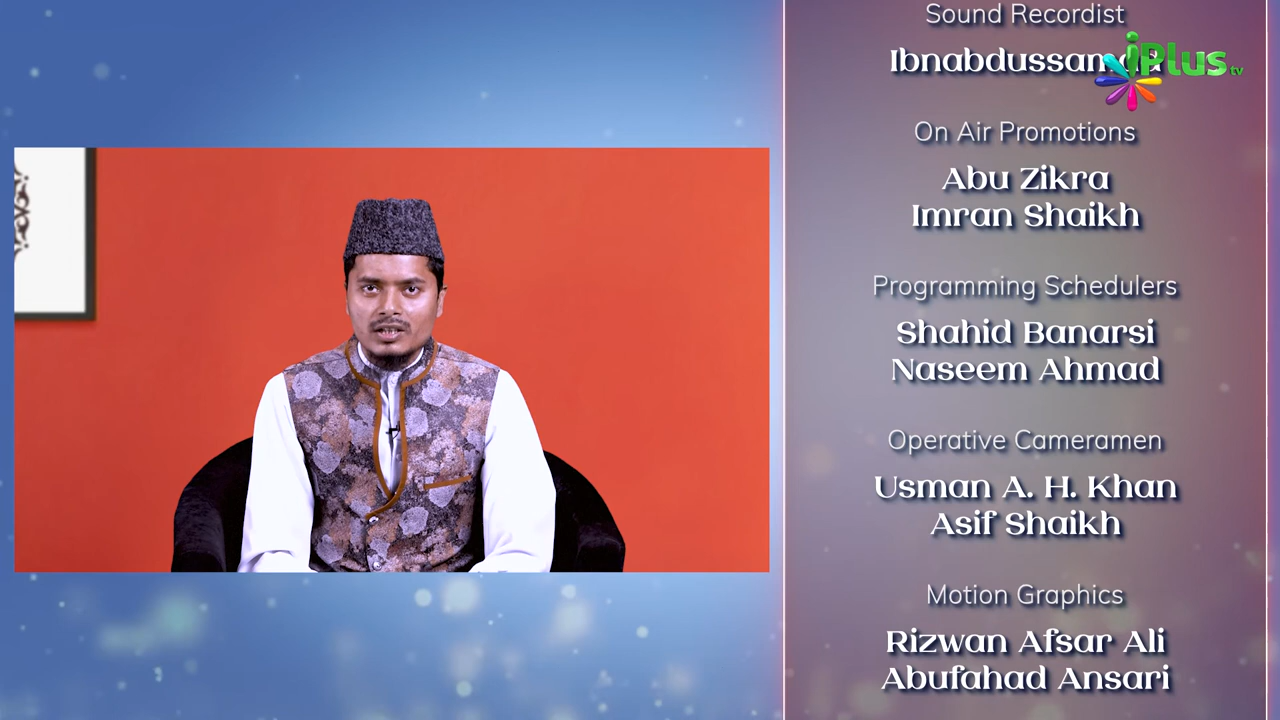 Sound Recordist
Ibnabdussamad
iPlus tv
On Air Promotions
Abu Zikra
Imran Shaikh
Programming Schedulers
Shahid Banarsi
Naseem Ahmad
Operative Cameramen
Usman A. H. Khan
Asif Shaikh
Motion Graphics
Rizwan Afsar Ali
Abufahad Ansari